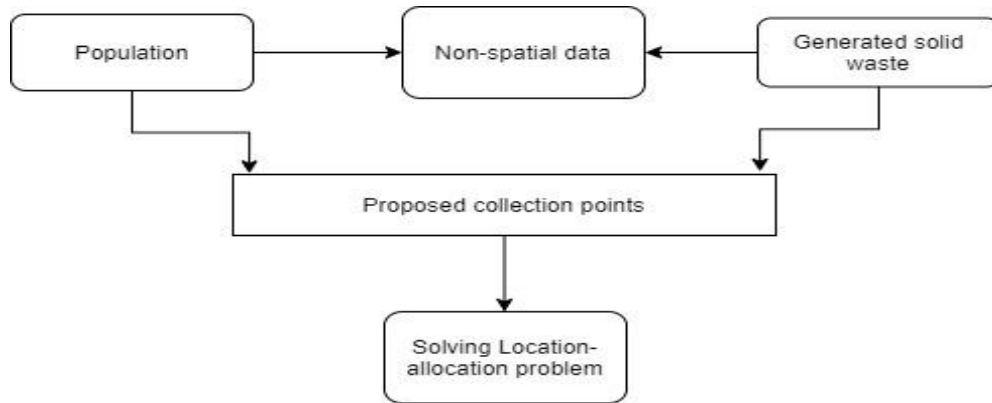 Population
Non-spatial data
Generated solid
waste
Proposed collection points
Solving Location-
allocation problem